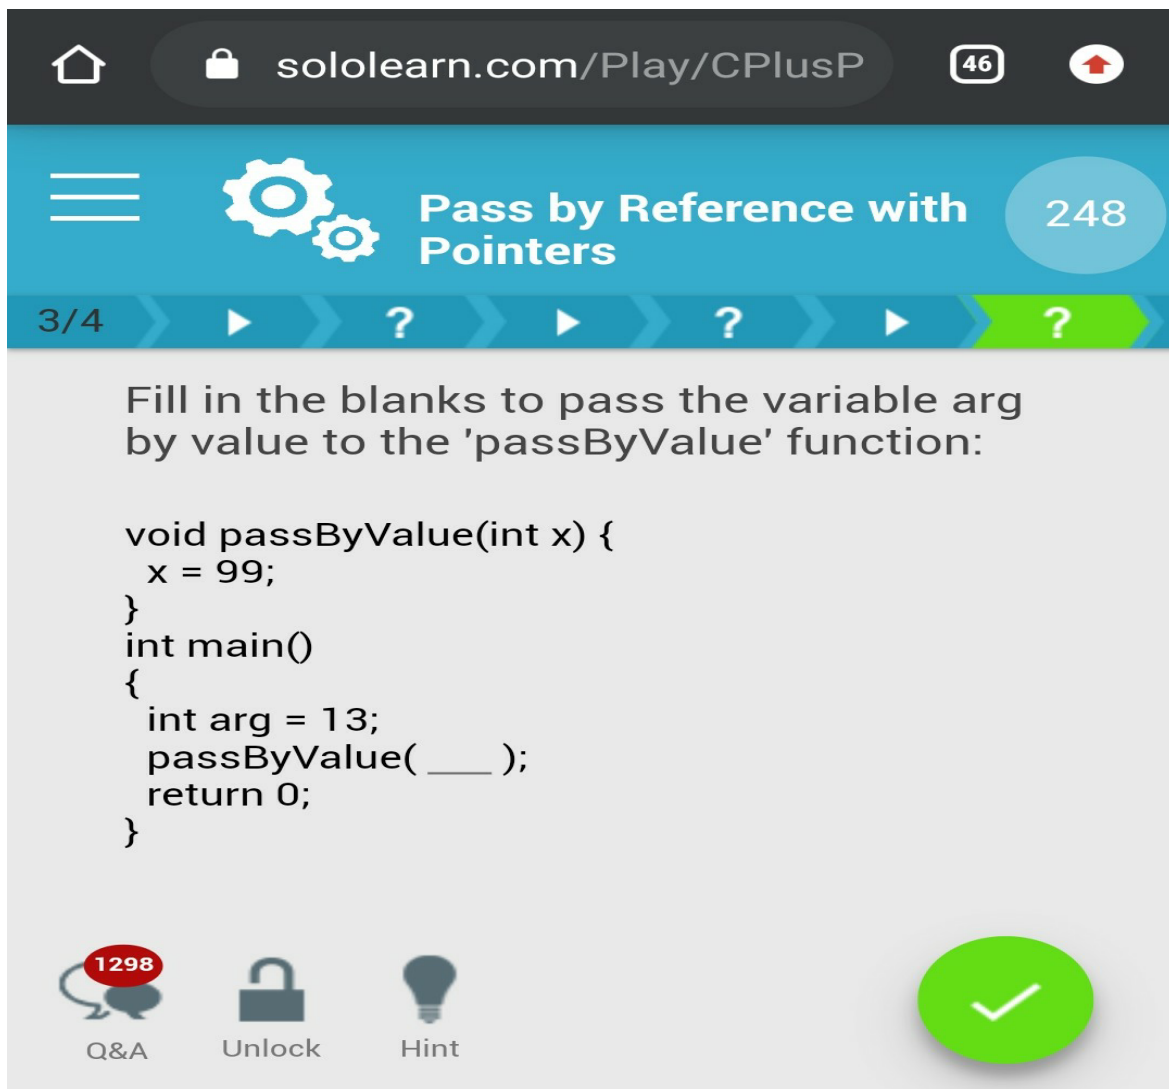 sololearn.com/Play/CPlusP
46
Pass by Reference with
Pointers
248
3/4
?
?
?
Fill in the blanks to pass the variable arg
by value to the 'passByValue' function:
void passByValue(int x) {
x = 99;
}
int main()
{
int arg = 13;
passByValue( ___ );
return 0;
}
1298
Q&A
Unlock
Hint